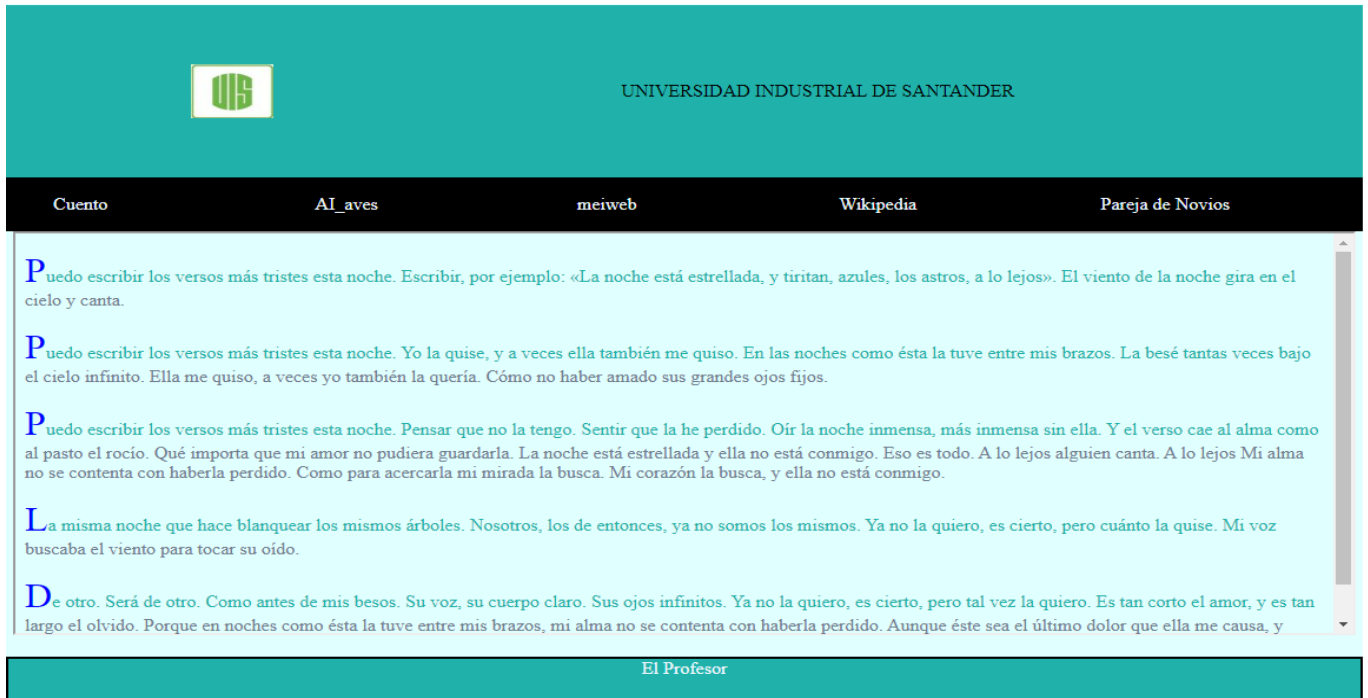 UIS
UNIVERSIDAD INDUSTRIAL DE SANTANDER
Cuento AI_aves meiweb Wikipedia Pareja de Novios
Puedo escribir los versos más tristes esta noche. Escribir, por ejemplo: «La noche está estrellada, y tiritan, azules, los astros, a lo lejos». El viento de la noche gira en el
cielo y canta.
Puedo escribir los versos más tristes esta noche. Yo la quise, y a veces ella también me quiso. En las noches como ésta la tuve entre mis brazos. La besé tantas veces bajo
el cielo infinito. Ella me quiso, a veces yo también la quería. Cómo no haber amado sus grandes ojos fijos.
Puedo escribir los versos más tristes esta noche. Pensar que no la tengo. Sentir que la he perdido. Oír la noche inmensa, más inmensa sin ella. Y el verso cae al alma como
al pasto el rocío. Qué importa que mi amor no pudiera guardarla. La noche está estrellada y ella no está conmigo. Eso es todo. A lo lejos alguien canta. A lo lejos Mi alma
no se contenta con haberla perdido. Como para acercarla mi mirada la busca. Mi corazón la busca, y ella no está conmigo.
La misma noche que hace blanquear los mismos árboles. Nosotros, los de entonces, ya no somos los mismos. Ya no la quiero, es cierto, pero cuánto la quise. Mi voz
buscaba el viento para tocar su oído.
De otro. Será de otro. Como antes de mis besos. Su voz, su cuerpo claro. Sus ojos infinitos. Ya no la quiero, es cierto, pero tal vez la quiero. Es tan corto el amor, y es tan
largo el olvido. Porque en noches como ésta la tuve entre mis brazos, mi alma no se contenta con haberla perdido. Aunque éste sea el último dolor que ella me causa, y
El Profesor